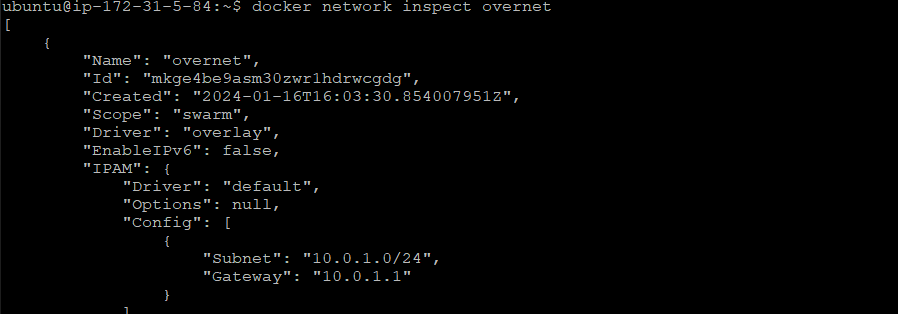 ubuntu@ip-172-31-5-84:~$ docker network inspect overnet
[
    {
        "Name": "overnet",
        "Id": "mkge4be9asm30zwr1hdrwcgdg",
        "Created": "2024-01-16T16:03:30.854007951Z",
        "Scope": "swarm",
        "Driver": "overlay",
        "EnableIPv6": false,
        "IPAM": {
            "Driver": "default",
            "Options": null,
            "Config": [
                {
                    "Subnet": "10.0.1.0/24",
                    "Gateway": "10.0.1.1"
                }
            ]